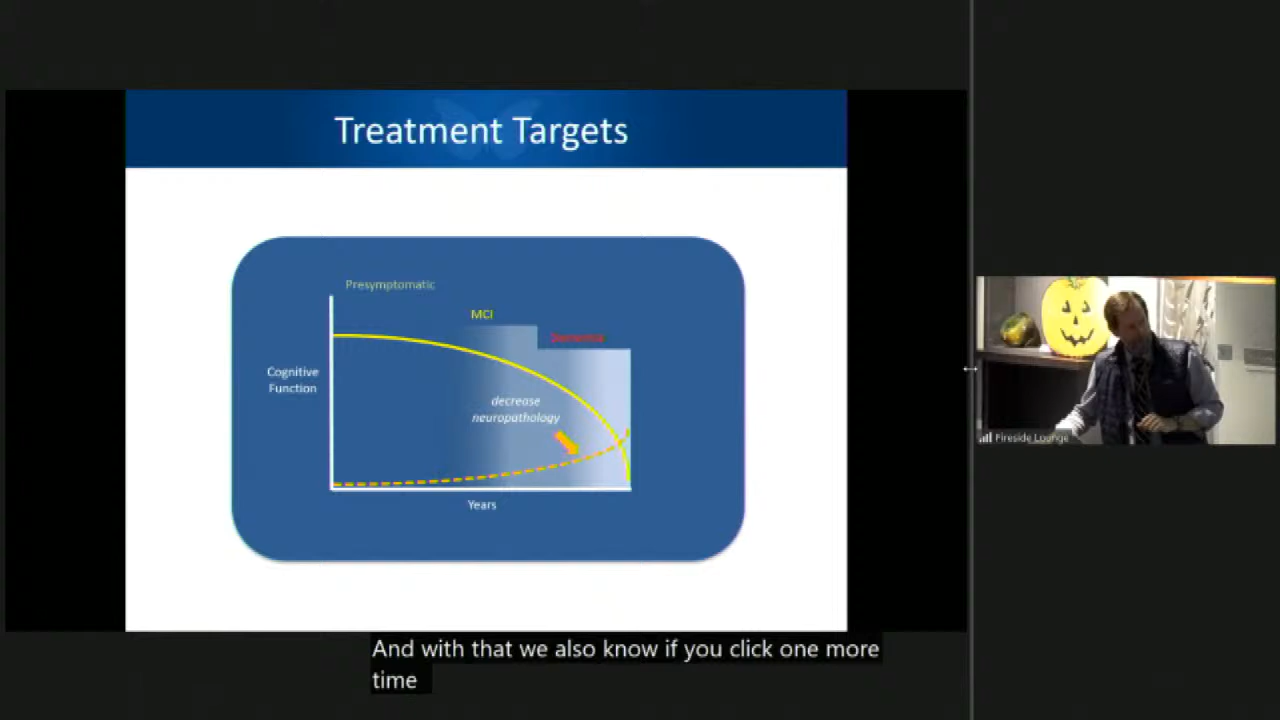 Treatment Targets
Presymptomatic
MCI
Dementia
Cognitive
Function
decrease
neuropathology
Years
Fireside Lounge
And with that we also know if you click one more
time